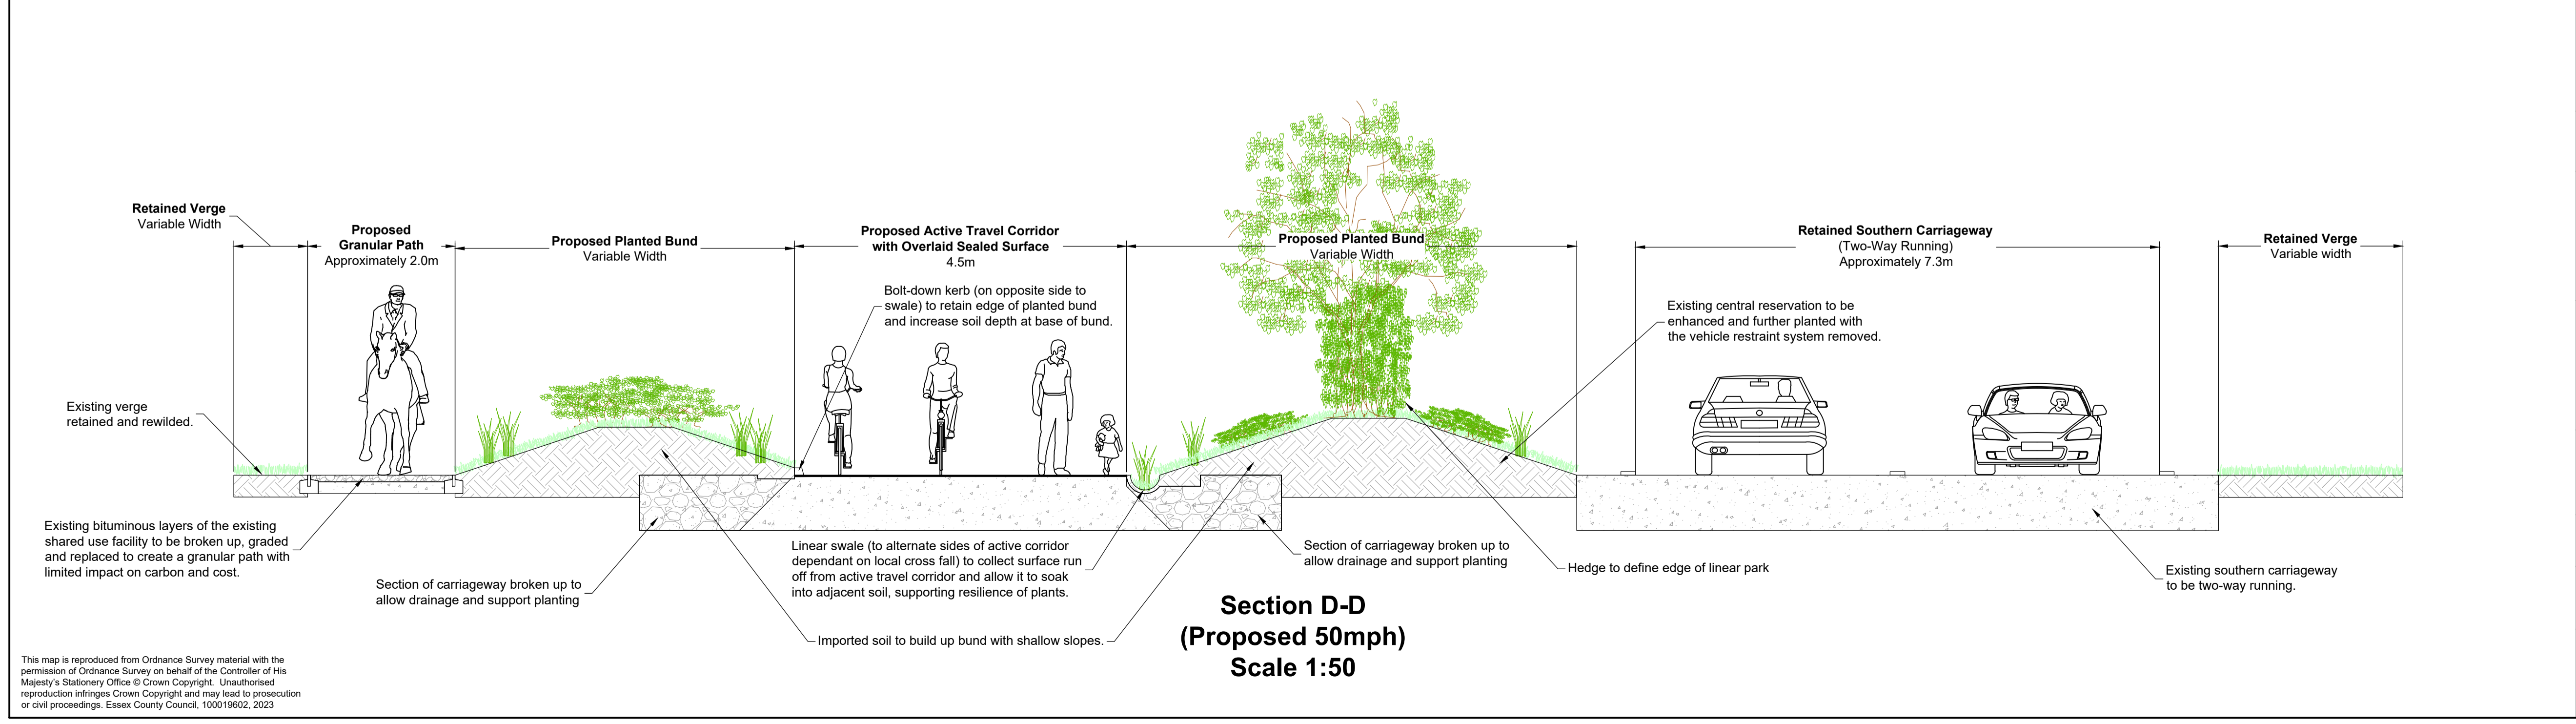 Retained Verge
Variable Width
Proposed
Granular Path
Approximately 2.0m
Proposed Planted Bund
Variable Width
Proposed Active Travel Corridor
with Overlaid Sealed Surface
4.5m
Proposed Planted Bund
Variable Width
Retained Southern Carriageway
(Two-Way Running)
Approximately 7.3m
Retained Verge
Variable width
Bolt-down kerb (on opposite side to
swale) to retain edge of planted bund
and increase soil depth at base of bund.
Existing central reservation to be
enhanced and further planted with
the vehicle restraint system removed.
Existing verge
retained and rewilded.
Existing bituminous layers of the existing
shared use facility to be broken up, graded
and replaced to create a granular path with
limited impact on carbon and cost.
Section of carriageway broken up to
allow drainage and support planting
Linear swale (to alternate sides of active corridor
dependant on local cross fall) to collect surface run
off from active travel corridor and allow it to soak
into adjacent soil, supporting resilience of plants.
Section of carriageway broken up to
allow drainage and support planting
Hedge to define edge of linear park
Existing southern carriageway
to be two-way running.
Imported soil to build up bund with shallow slopes.
Section D-D
(Proposed 50mph)
Scale 1:50
This map is reproduced from Ordnance Survey material with the
permission of Ordnance Survey on behalf of the Controller of His
Majesty's Stationery Office © Crown Copyright. Unauthorised
reproduction infringes Crown Copyright and may lead to prosecution
or civil proceedings. Essex County Council, 100019602, 2023